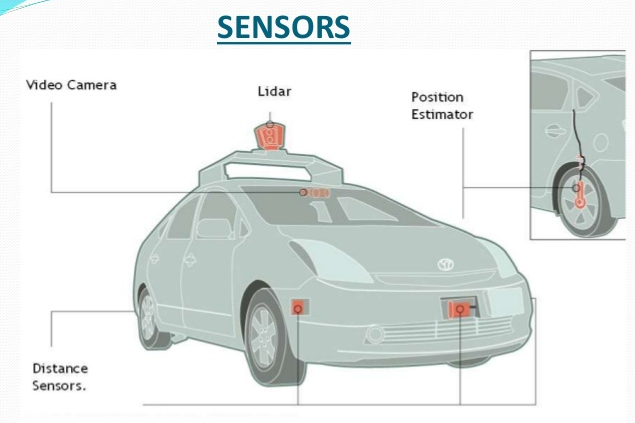 SENSORS
Video Camera
Lidar
Position
Estimator
Distance
Sensors.